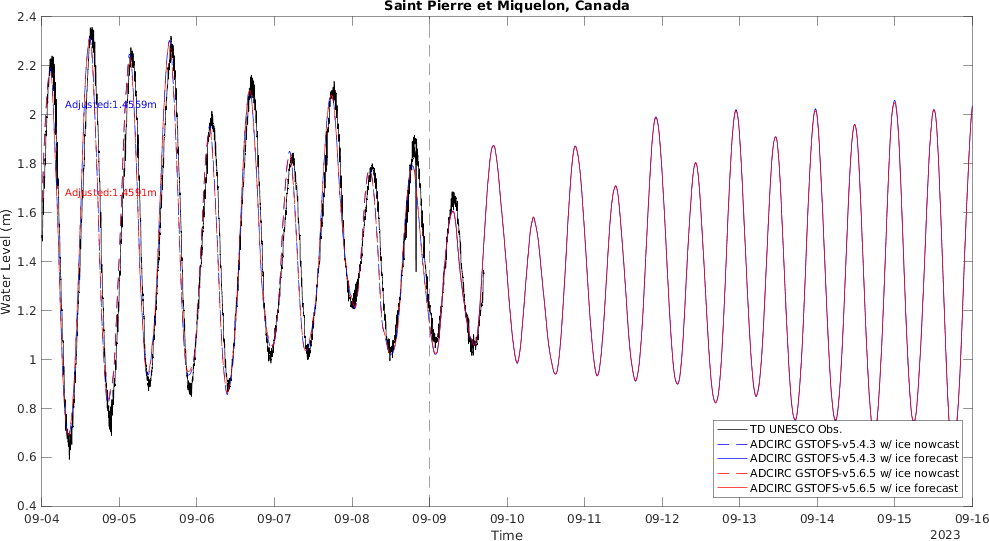 Saint Pierre et Miquelon, Canada
2.4
2.2
2
1.8
1.6
1.4
1.2
1
0.8
0.6
0.4
Water Level (m)
Adjusted:1.4559m
Adjusted:1.4591m
TD UNESCO Obs.
ADCIRC GSTOFS-v5.4.3 w/ ice nowcast
ADCIRC GSTOFS-v5.4.3 w/ ice forecast
ADCIRC GSTOFS-v5.6.5 w/ ice nowcast
ADCIRC GSTOFS-v5.6.5 w/ ice forecast
09-04 09-05 09-06 09-07 09-08 09-09 09-10 09-11 09-12 09-13 09-14 09-15 09-16
Time
2023